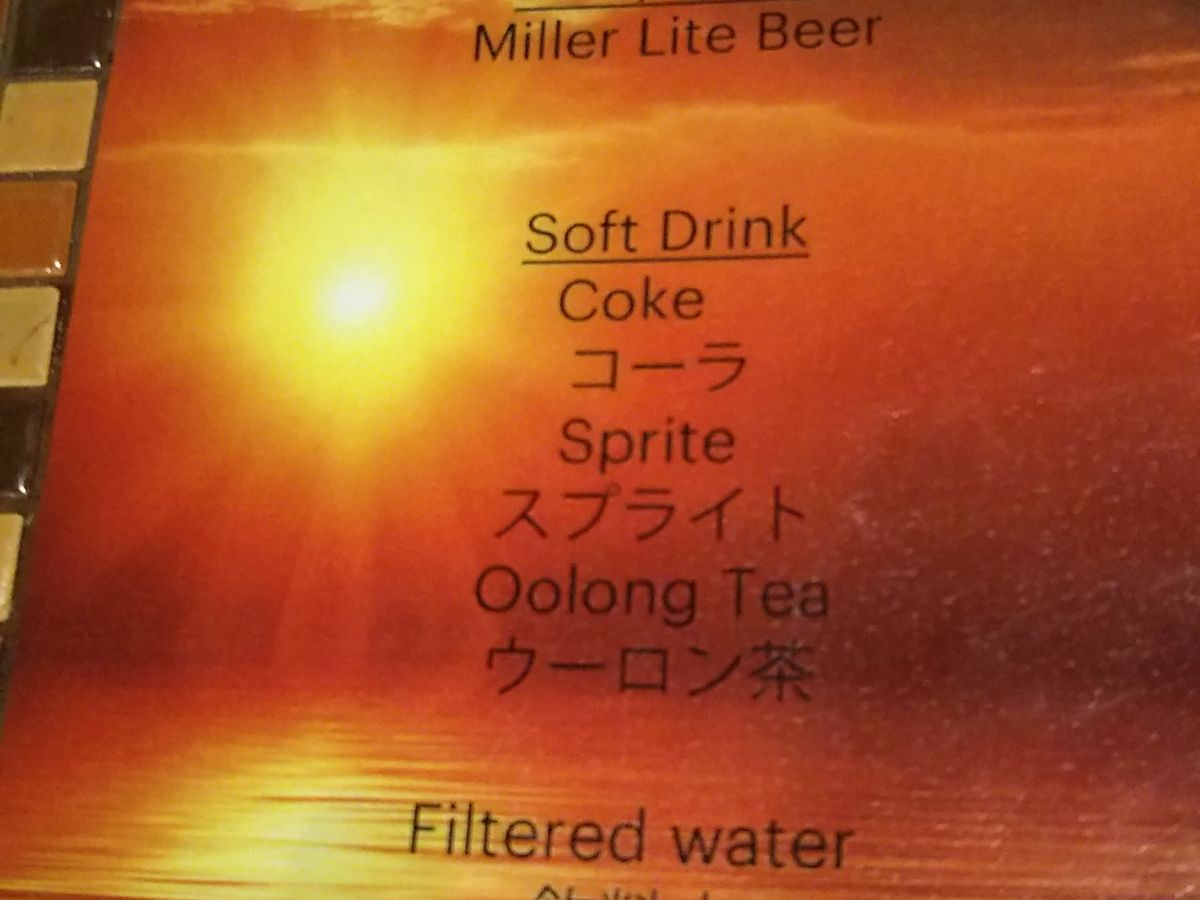 Miller Lite Beer
Soft Drink
Coke
コーラ
Sprite
スプライト
Oolong Tea
ウーロン茶
Filtered water